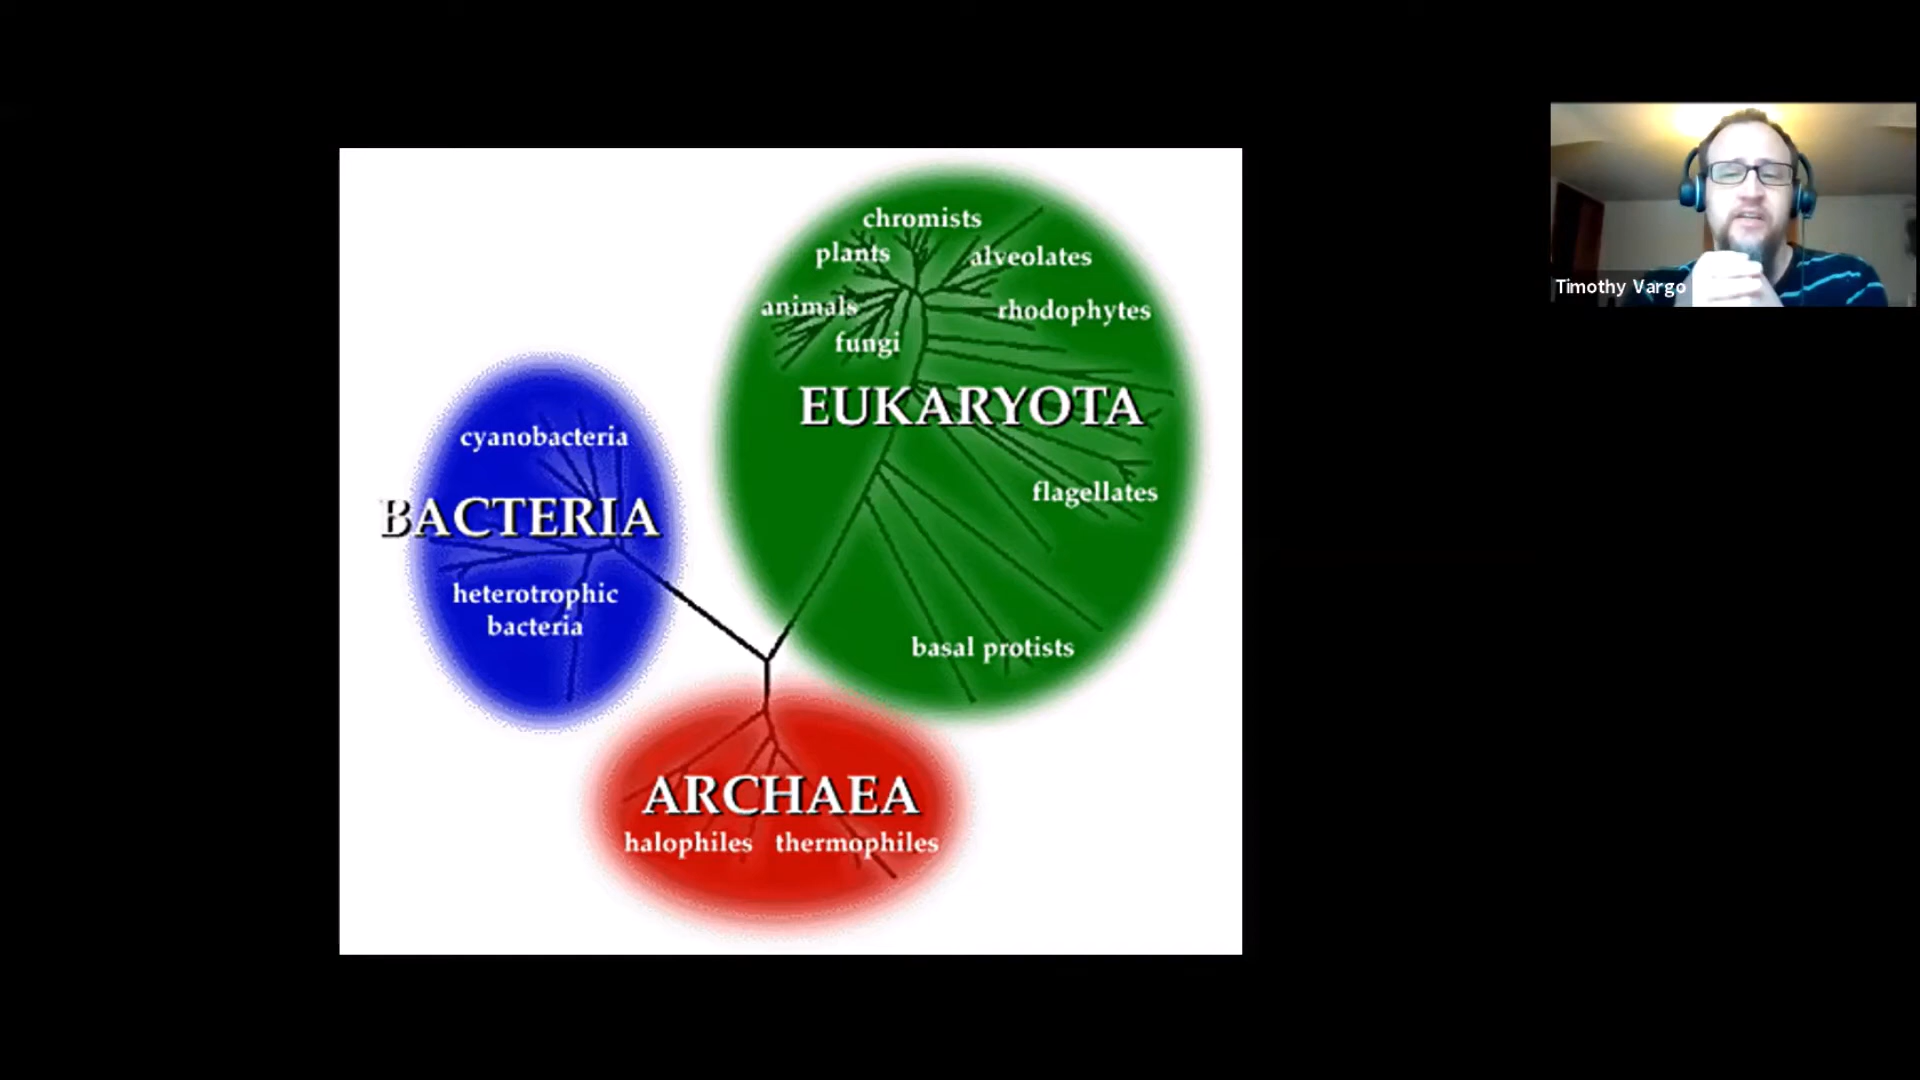 chromists
plants
alveolates
animals
rhodophytes
fungi
EUKARYOTA
cyanobacteria
flagellates
BACTERIA
heterotrophic
bacteria
basal protists
ARCHAEA
halophiles thermophiles
Timothy Vargo